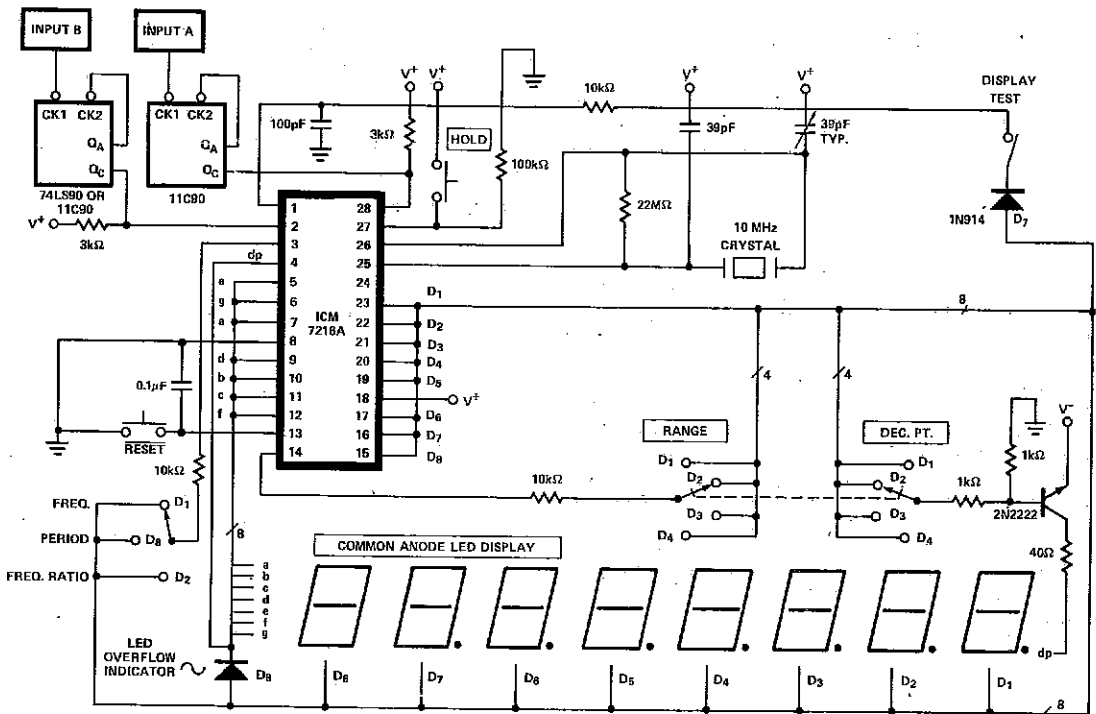 INPUT B
INPUT A
CK1 CK2
QA
QC
74LS90 OR
11C90
CK1 CK2
QA
QC
11C90
V+
3kΩ
100pF
V+
3kΩ
V+
HOLD
100kΩ
10kΩ
V+
39pF
V+
39pF
TYP.
22MΩ
10 MHz
CRYSTAL
DISPLAY
TEST
1N914
D7
ICM
7216A
1 28
2 27
3 26
4 25
5 24
6 23
7 22
8 21
9 20
10 19
11 18
12 17
13 16
14 15
dp
a
g
a
d
b
c
f
D1
D2
D3
D4
D5
V+
D6
D7
D8
8
4
4
0.1µF
RESET
10kΩ
10kΩ
RANGE
D1
D2
D3
D4
DEC. PT.
D1
D2
D3
D4
1kΩ
1kΩ
V-
2N2222
40Ω
dp
FREQ.
D1
PERIOD
D8
FREQ. RATIO
D2
8
a
b
c
d
e
f
g
COMMON ANODE LED DISPLAY
LED
OVERFLOW
INDICATOR
D8
D8
D7
D6
D5
D4
D3
D2
D1
8